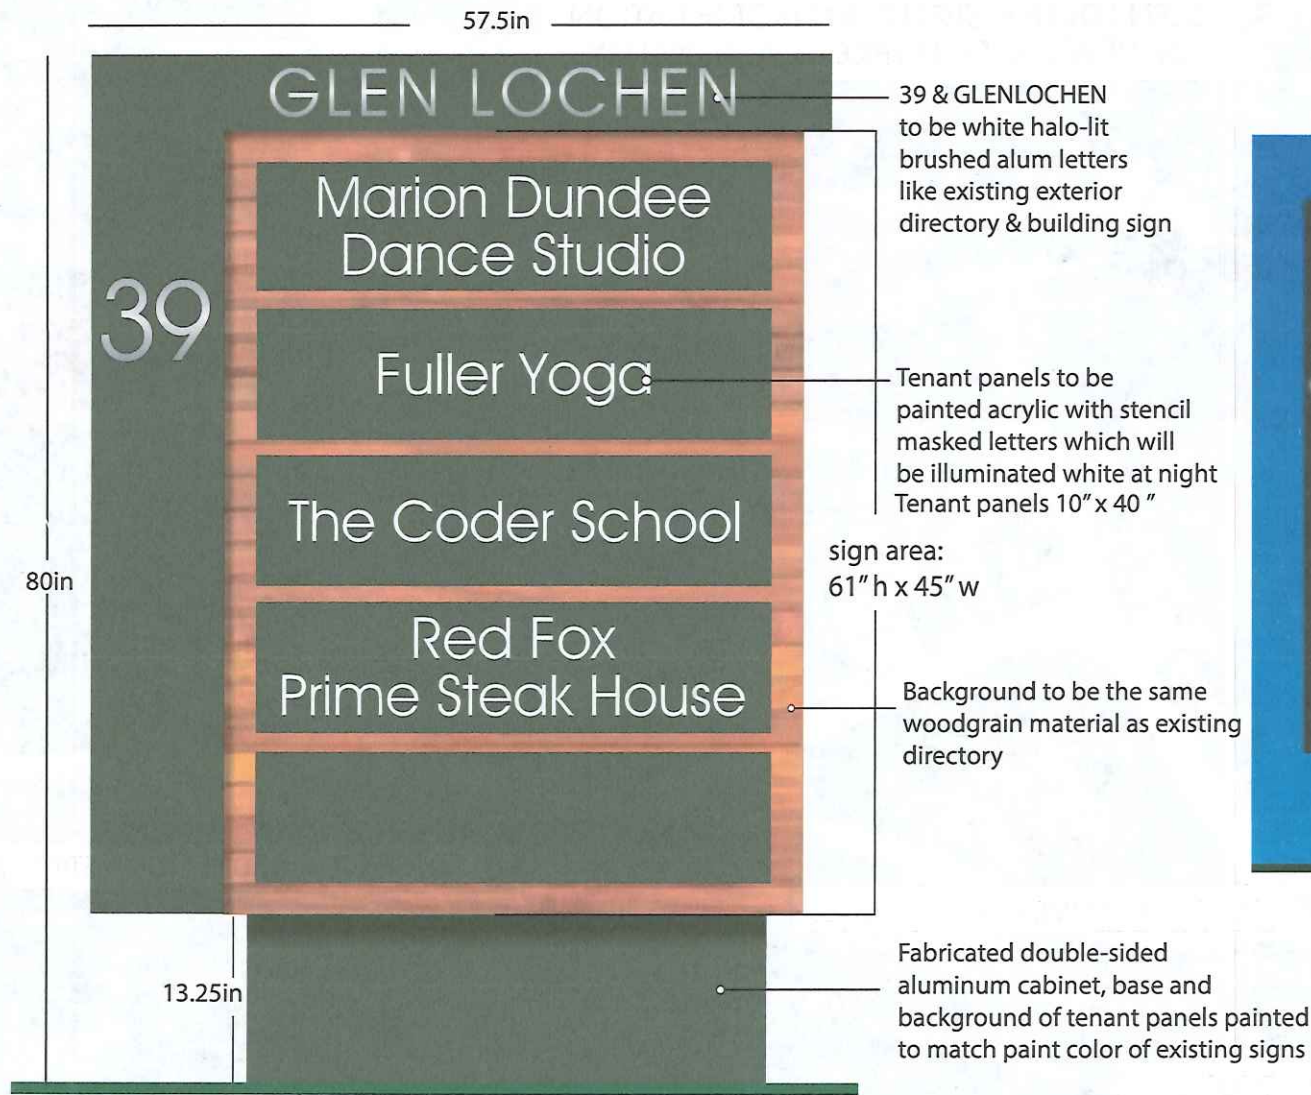 57.5in
GLEN LOCHEN
39 & GLENLOCHEN
to be white halo-lit
brushed alum letters
like existing exterior
directory & building sign
Marion Dundee
Dance Studio
39
Fuller Yoga
Tenant panels to be
painted acrylic with stencil
masked letters which will
be illuminated white at night
Tenant panels 10" x 40 "
The Coder School
sign area:
61" h x 45" w
80in
Red Fox
Prime Steak House
Background to be the same
woodgrain material as existing
directory
13.25in
Fabricated double-sided
aluminum cabinet, base and
background of tenant panels painted
to match paint color of existing signs